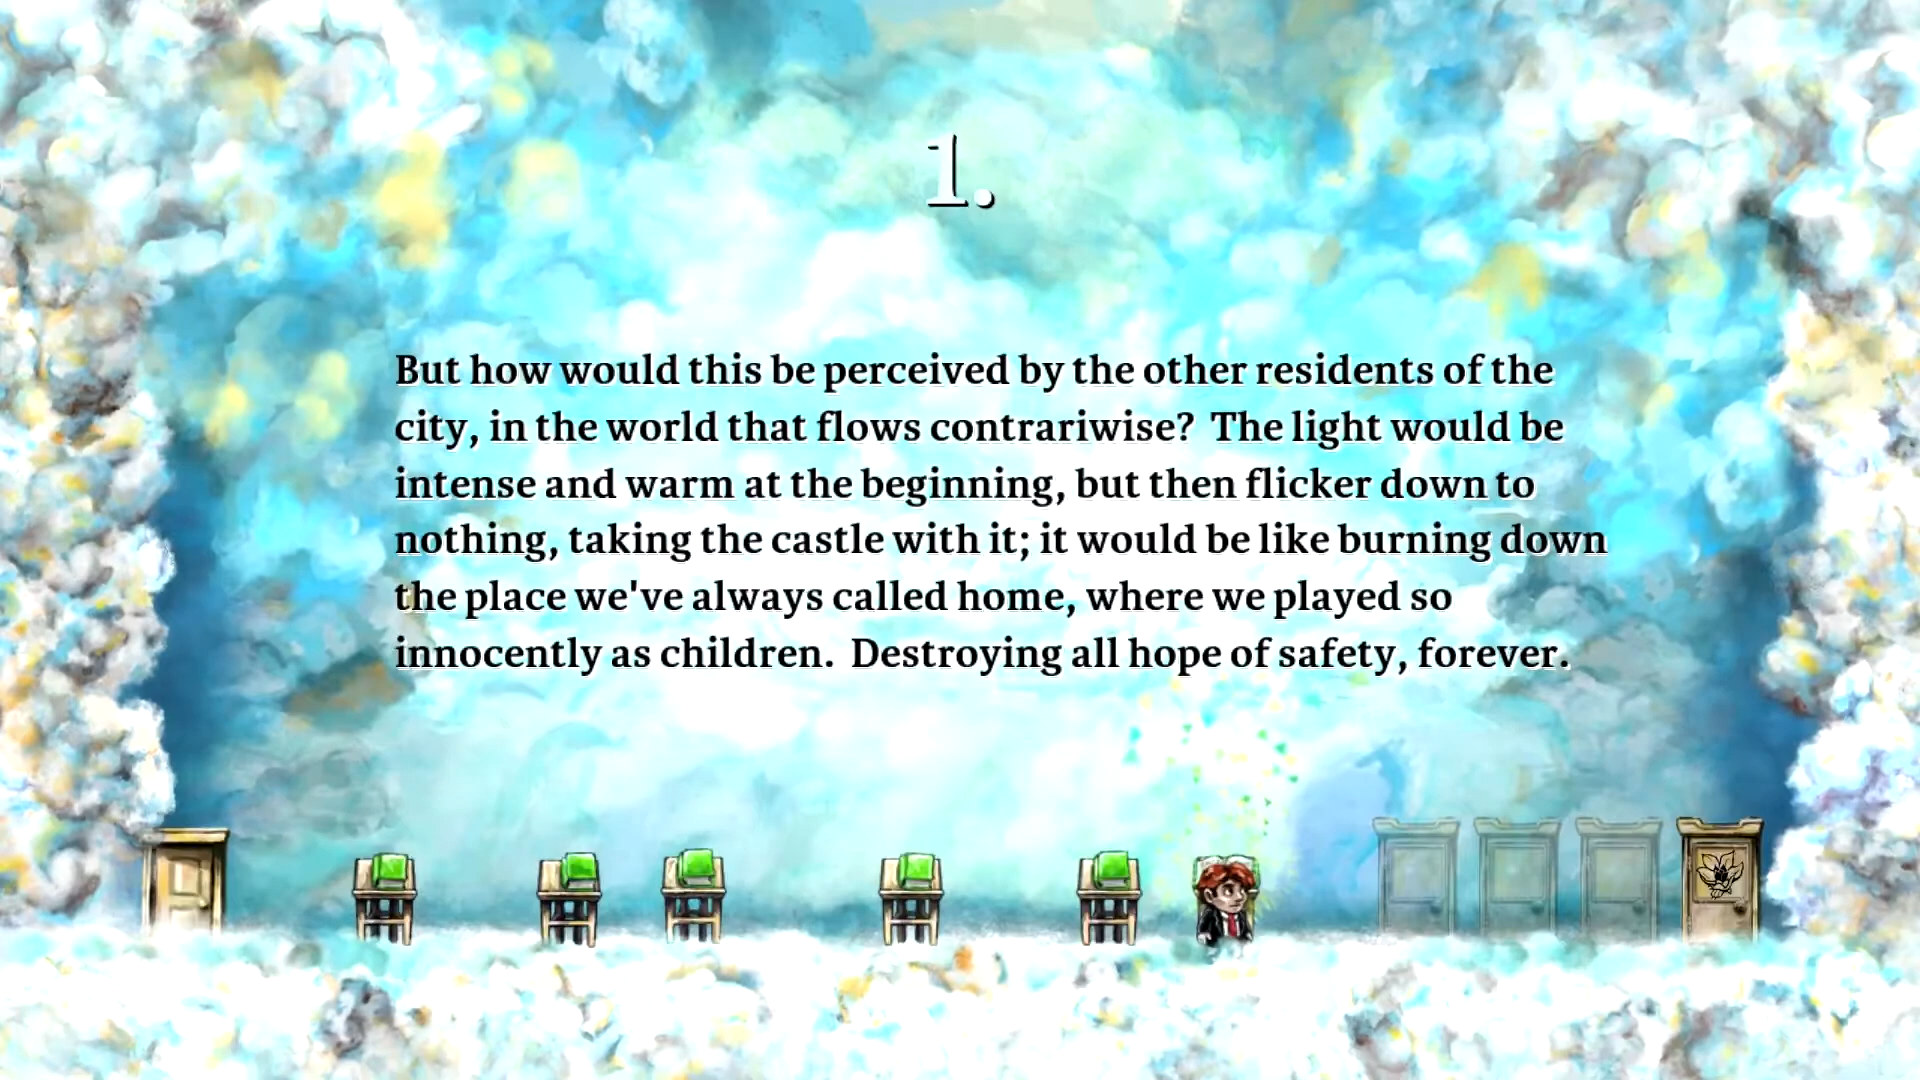 1.
But how would this be perceived by the other residents of the
city, in the world that flows contrariwise?  The light would be
intense and warm at the beginning, but then flicker down to
nothing, taking the castle with it; it would be like burning down
the place we've always called home, where we played so
innocently as children.  Destroying all hope of safety, forever.